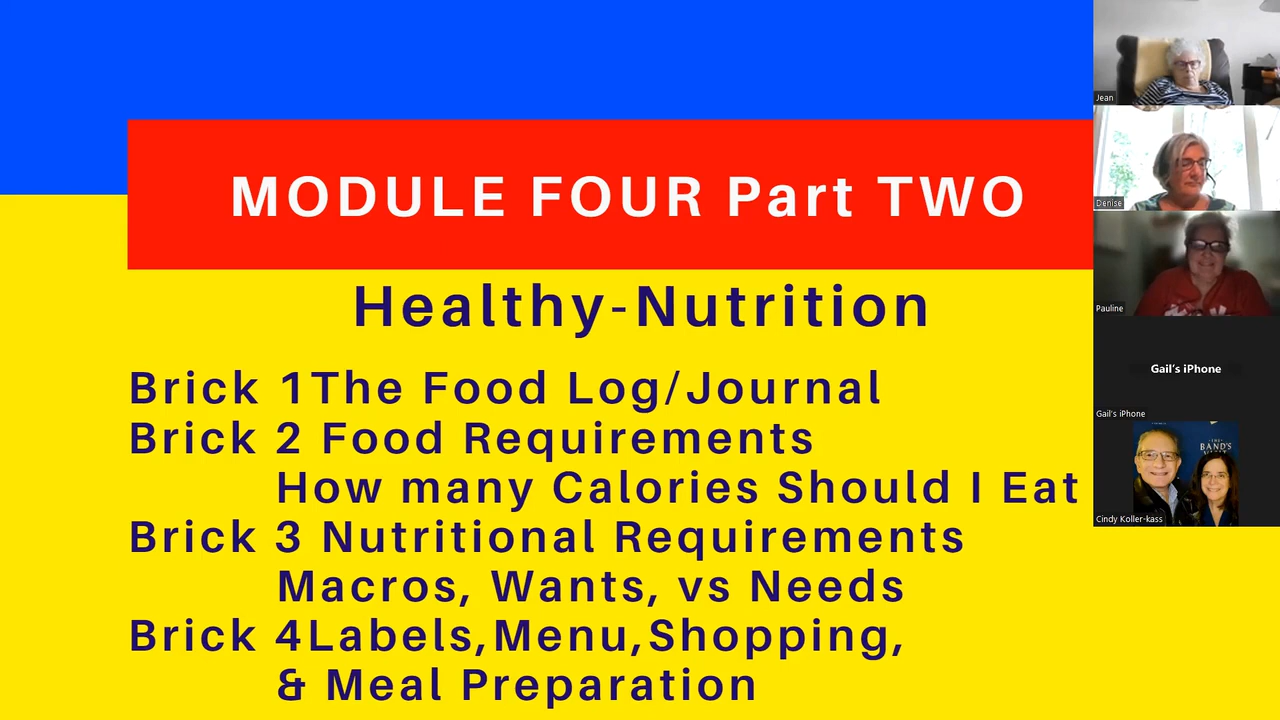 MODULE FOUR Part TWO
Healthy-Nutrition
Brick 1The Food Log/Journal
Brick 2 Food Requirements
How many Calories Should I Eat
Brick 3 Nutritional Requirements
Macros, Wants, vs Needs
Brick 4Labels,Menu,Shopping,
& Meal Preparation
Jean
Denise
Pauline
Gail's iPhone
Gail's iPhone
THE
BAND'S
Cindy Koller-kass